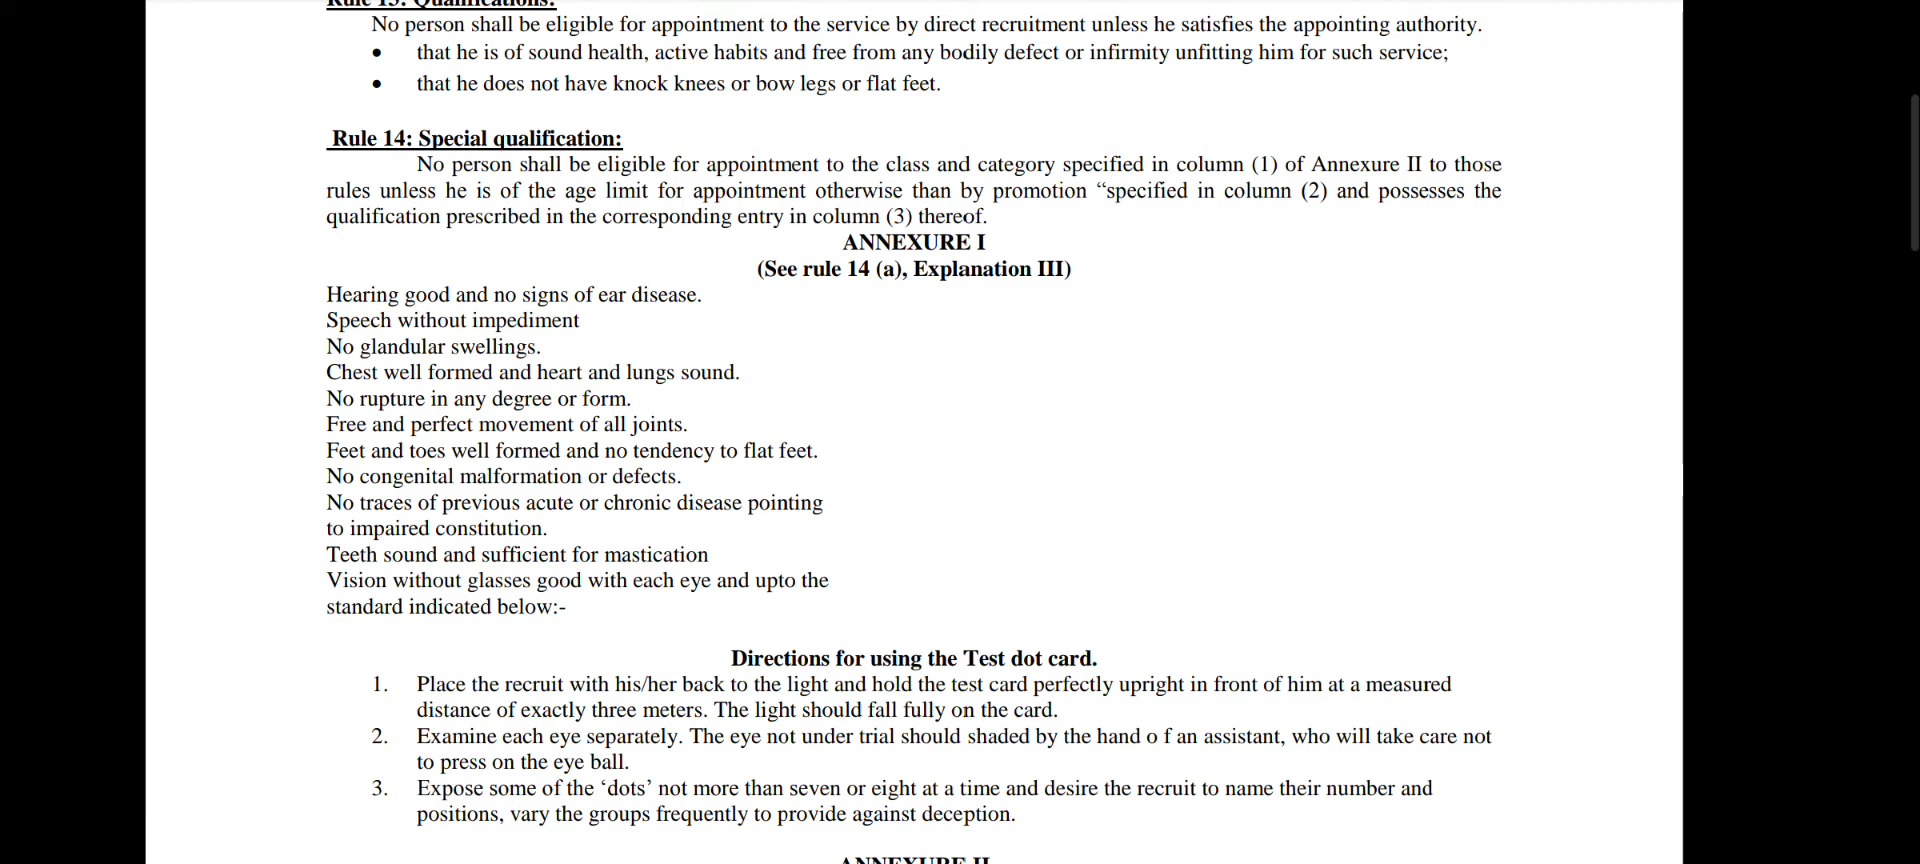 Rule 13: Qualifications:
No person shall be eligible for appointment to the service by direct recruitment unless he satisfies the appointing authority.
• that he is of sound health, active habits and free from any bodily defect or infirmity unfitting him for such service;
• that he does not have knock knees or bow legs or flat feet.
Rule 14: Special qualification:
No person shall be eligible for appointment to the class and category specified in column (1) of Annexure II to those
rules unless he is of the age limit for appointment otherwise than by promotion “specified in column (2) and possesses the
qualification prescribed in the corresponding entry in column (3) thereof.
ANNEXURE I
(See rule 14 (a), Explanation III)
Hearing good and no signs of ear disease.
Speech without impediment
No glandular swellings.
Chest well formed and heart and lungs sound.
No rupture in any degree or form.
Free and perfect movement of all joints.
Feet and toes well formed and no tendency to flat feet.
No congenital malformation or defects.
No traces of previous acute or chronic disease pointing
to impaired constitution.
Teeth sound and sufficient for mastication
Vision without glasses good with each eye and upto the
standard indicated below:-
Directions for using the Test dot card.
1. Place the recruit with his/her back to the light and hold the test card perfectly upright in front of him at a measured
distance of exactly three meters. The light should fall fully on the card.
2. Examine each eye separately. The eye not under trial should shaded by the hand o f an assistant, who will take care not
to press on the eye ball.
3. Expose some of the ‘dots’ not more than seven or eight at a time and desire the recruit to name their number and
positions, vary the groups frequently to provide against deception.
ANNEXURE II